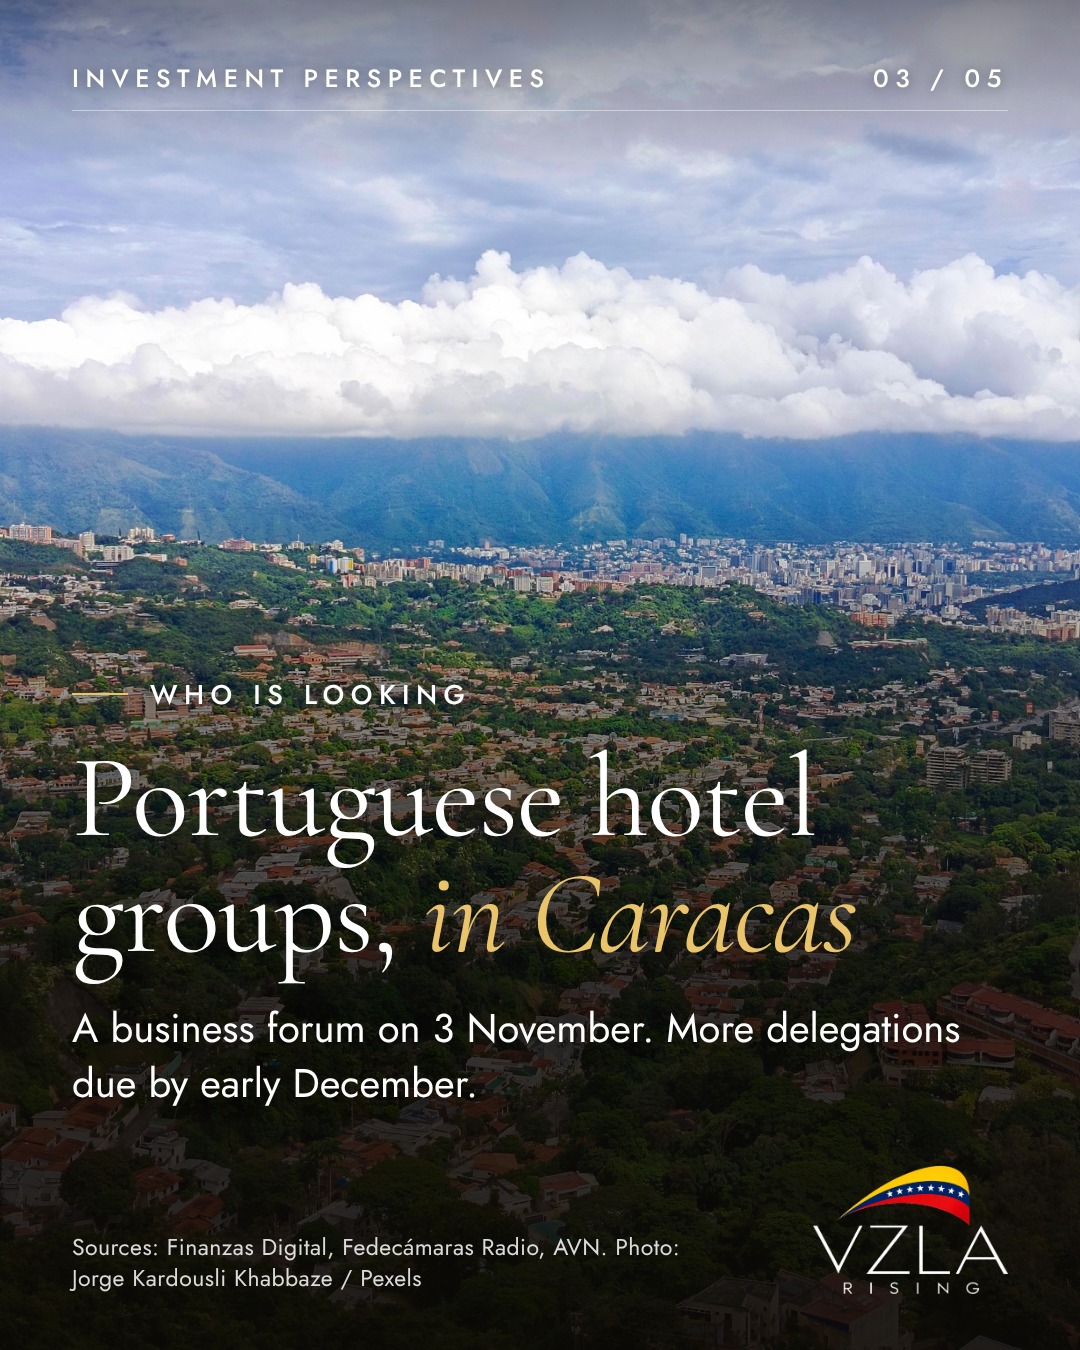 INVESTMENT PERSPECTIVES
03 / 05
WHO IS LOOKING
Portuguese hotel
groups, in Caracas
A business forum on 3 November. More delegations
due by early December.
Sources: Finanzas Digital, Fedecámaras Radio, AVN. Photo:
Jorge Kardousli Khabbaze / Pexels
VZLA
RISING